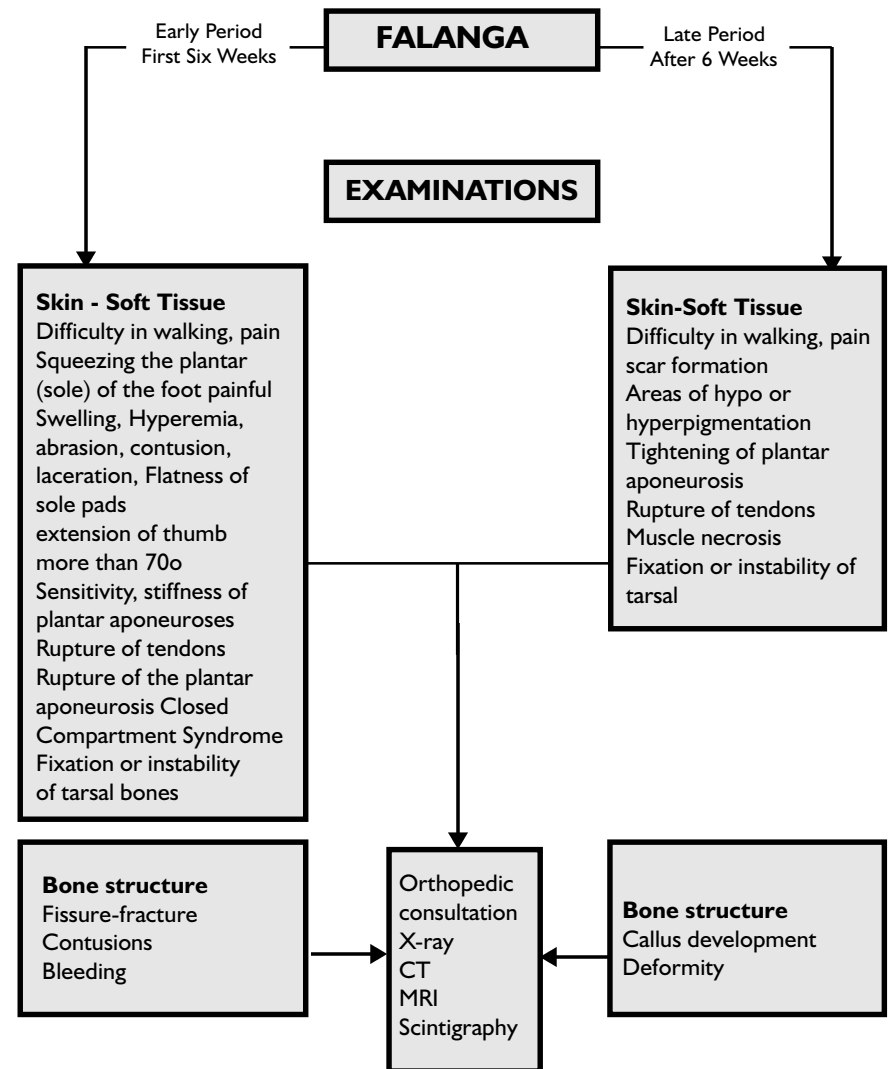 FALANGA
Early Period
First Six Weeks
Late Period
After 6 Weeks
EXAMINATIONS
Skin - Soft Tissue
Difficulty in walking, pain
Squeezing the plantar
(sole) of the foot painful
Swelling, Hyperemia,
abrasion, contusion,
laceration, Flatness of
sole pads
extension of thumb
more than 70o
Sensitivity, stiffness of
plantar aponeuroses
Rupture of tendons
Rupture of the plantar
aponeurosis Closed
Compartment Syndrome
Fixation or instability
of tarsal bones
Skin-Soft Tissue
Difficulty in walking, pain
scar formation
Areas of hypo or
hyperpigmentation
Tightening of plantar
aponeurosis
Rupture of tendons
Muscle necrosis
Fixation or instability of
tarsal
Bone structure
Fissure-fracture
Contusions
Bleeding
Orthopedic
consultation
X-ray
CT
MRI
Scintigraphy
Bone structure
Callus development
Deformity